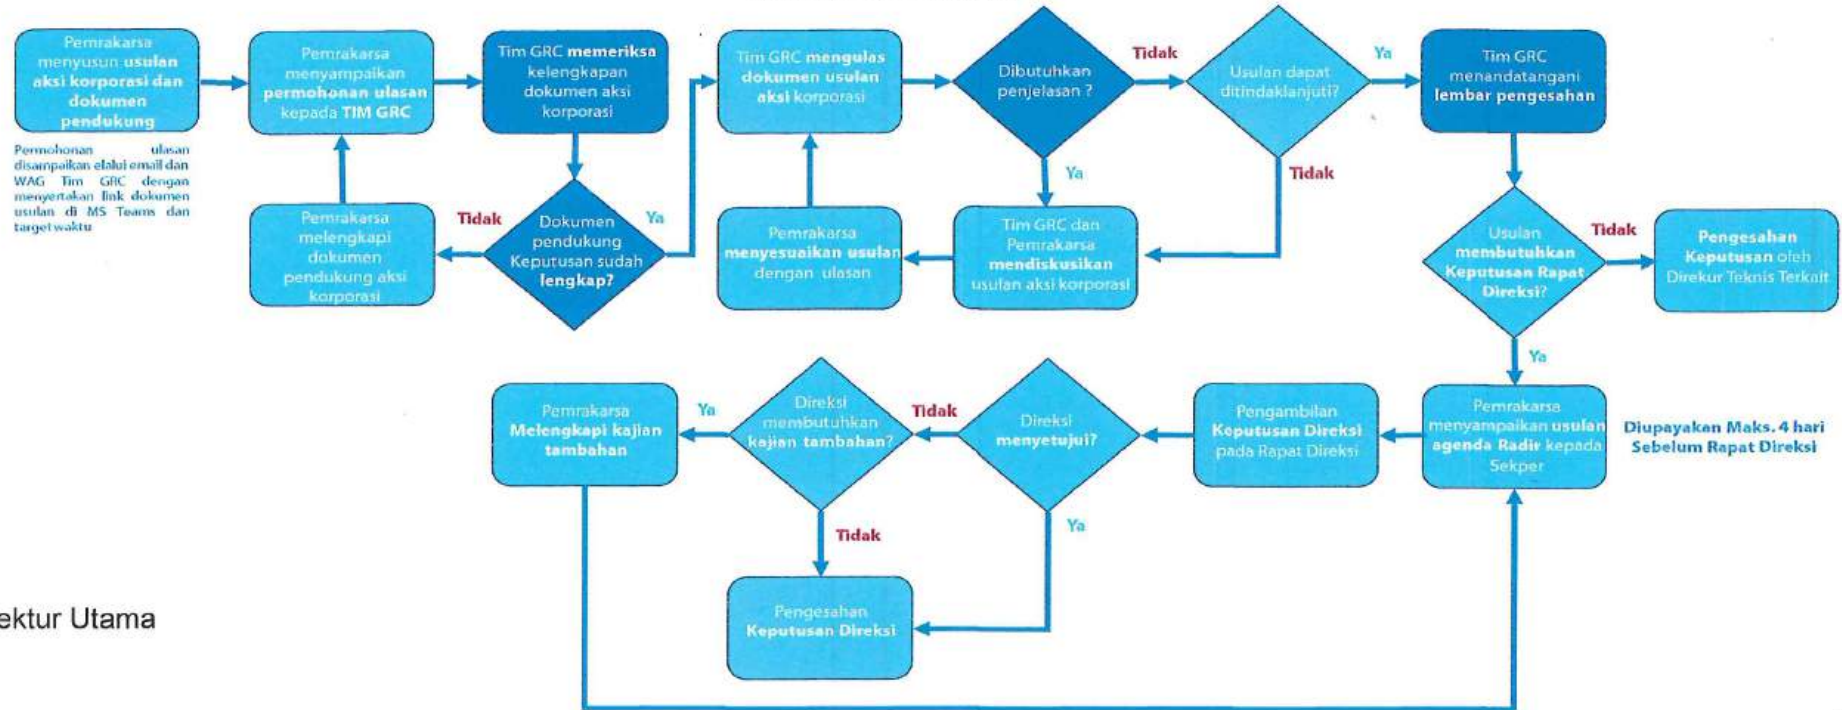 Pemrakarsa
menyusun usulan
aksi korporasi dan
dokumen
pendukung
Permohonan ulasan
disampaikan elalui email dan
WAG Tim GRC dengan
menyertakan link dokumen
usulan di MS Teams dan
target waktu
Pemrakarsa
menyampaikan
permohonan ulasan
kepada TIM GRC
Tim GRC memeriksa
kelengkapan
dokumen aksi
korporasi
Dokumen
pendukung
Keputusan sudah
lengkap?
Tidak
Ya
Pemrakarsa
melengkapi
dokumen
pendukung aksi
korporasi
Tim GRC mengulas
dokumen usulan
aksi korporasi
Dibutuhkan
penjelasan ?
Tidak
Ya
Usulan dapat
ditindaklanjuti?
Ya
Tidak
Tim GRC dan
Pemrakarsa
mendiskusikan
usulan aksi korporasi
Pemrakarsa
menyesuaikan usulan
dengan ulasan
Tim GRC
menandatangani
lembar pengesahan
Usulan
membutuhkan
Keputusan Rapat
Direksi?
Tidak
Ya
Pengesahan
Keputusan oleh
Direkur Teknis Terkait
Pemrakarsa
menyampaikan usulan
agenda Radir kepada
Sekper
Diupayakan Maks. 4 hari
Sebelum Rapat Direksi
Pengambilan
Keputusan Direksi
pada Rapat Direksi
Direksi
menyetujui?
Tidak
Ya
Direksi
membutuhkan
kajian tambahan?
Ya
Tidak
Pemrakarsa
Melengkapi kajian
tambahan
Pengesahan
Keputusan Direksi
ektur Utama